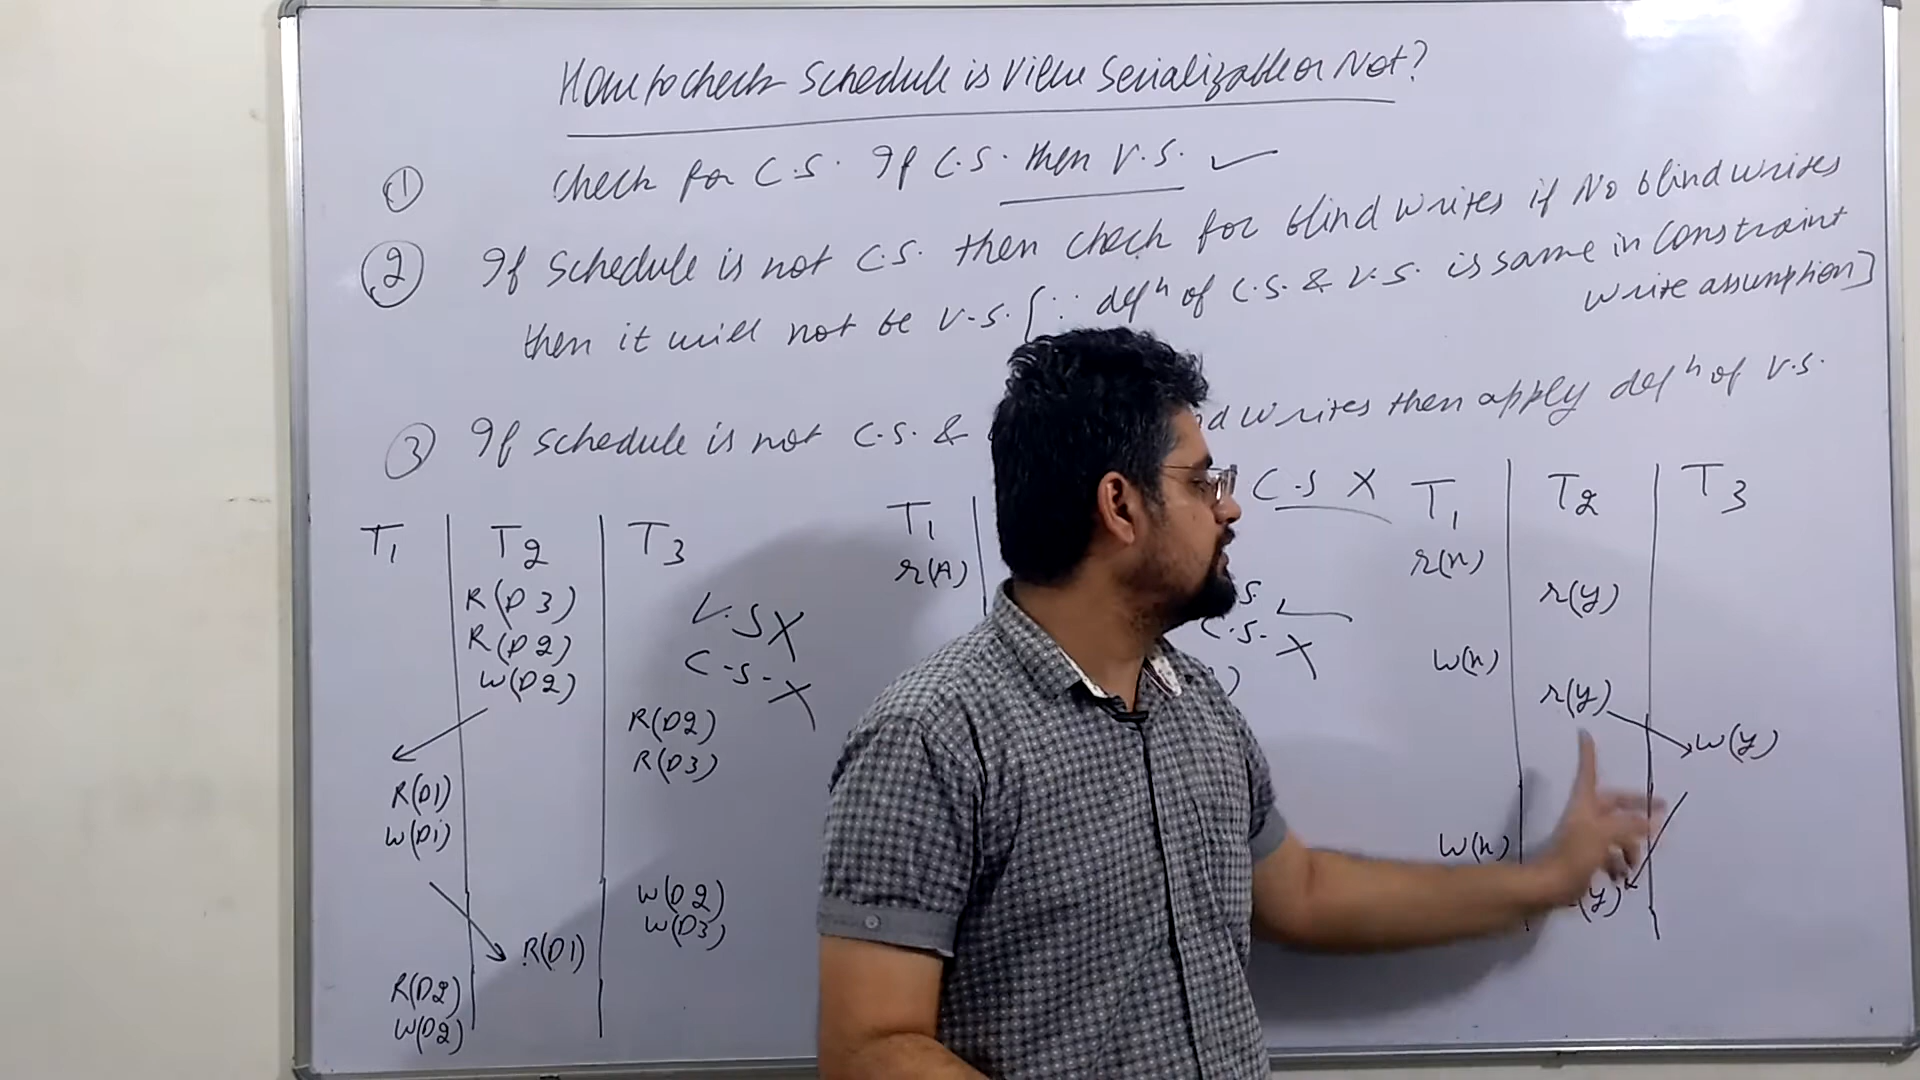 How to check Schedule is View Serializable or Not?
① check for C.S. If C.S. then V.S. ✓
② If Schedule is not C.S. then check for blind writes if No blind writes
then it will not be V.S. [∵ defⁿ of C.S. & V.S. is same in constraint
write assumption]
③ If schedule is not C.S. & writes then apply defⁿ of V.S.
T1 T2 T3
R(D3)
R(D2)
W(D2)
V.S X
C.S. X
R(D2)
R(D3)
R(D1)
W(D1)
W(D2)
W(D3)
R(D1)
R(D2)
W(D2)
T1
r(A)
C.S X
C.S. X
T1 T2 T3
r(x)
r(y)
w(x)
r(y)
w(y)
w(x)
(y)